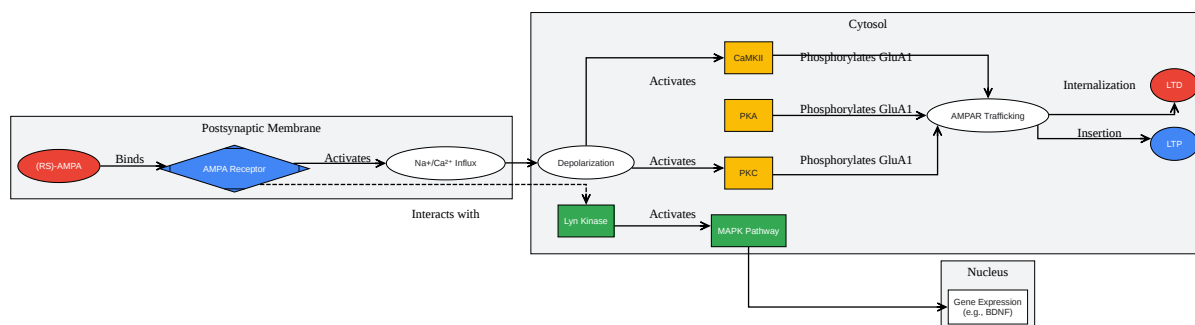 Cytosol
CaMKII
Phosphorylates GluA1
Activates
Internalization
LTD
PKA
Phosphorylates GluA1
AMPAR Trafficking
Postsynaptic Membrane
Insertion
LTP
(RS)-AMPA
Binds
AMPA Receptor
Activates
Na+/Ca²⁺ Influx
Depolarization
Activates
PKC
Phosphorylates GluA1
Interacts with
Lyn Kinase
Activates
MAPK Pathway
Nucleus
Gene Expression
(e.g., BDNF)